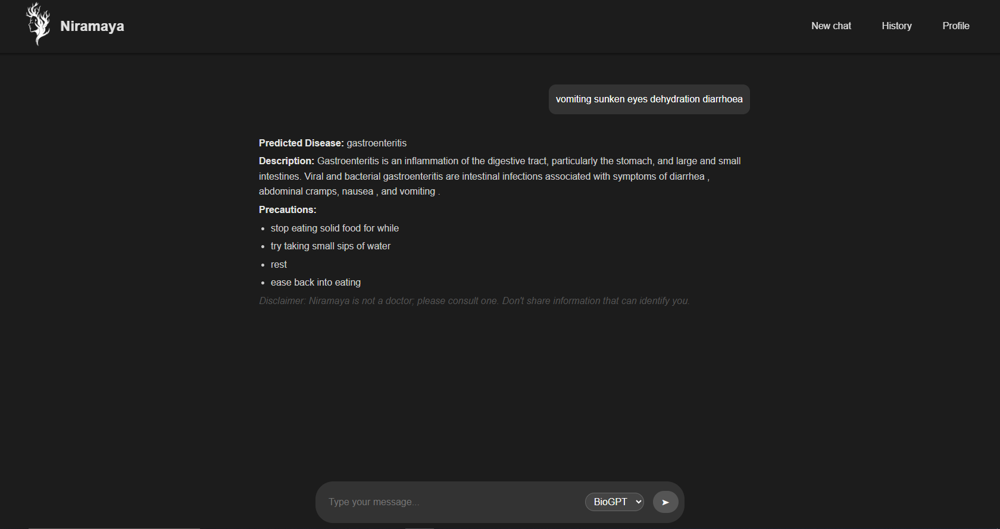 Niramaya
New chat
History
Profile
vomiting sunken eyes dehydration diarrhoea
Predicted Disease: gastroenteritis
Description: Gastroenteritis is an inflammation of the digestive tract, particularly the stomach, and large and small
intestines. Viral and bacterial gastroenteritis are intestinal infections associated with symptoms of diarrhea ,
abdominal cramps, nausea , and vomiting .
Precautions:
• stop eating solid food for while
• try taking small sips of water
• rest
• ease back into eating
Disclaimer: Niramaya is not a doctor; please consult one. Don't share information that can identify you.
Type your message...
BioGPT